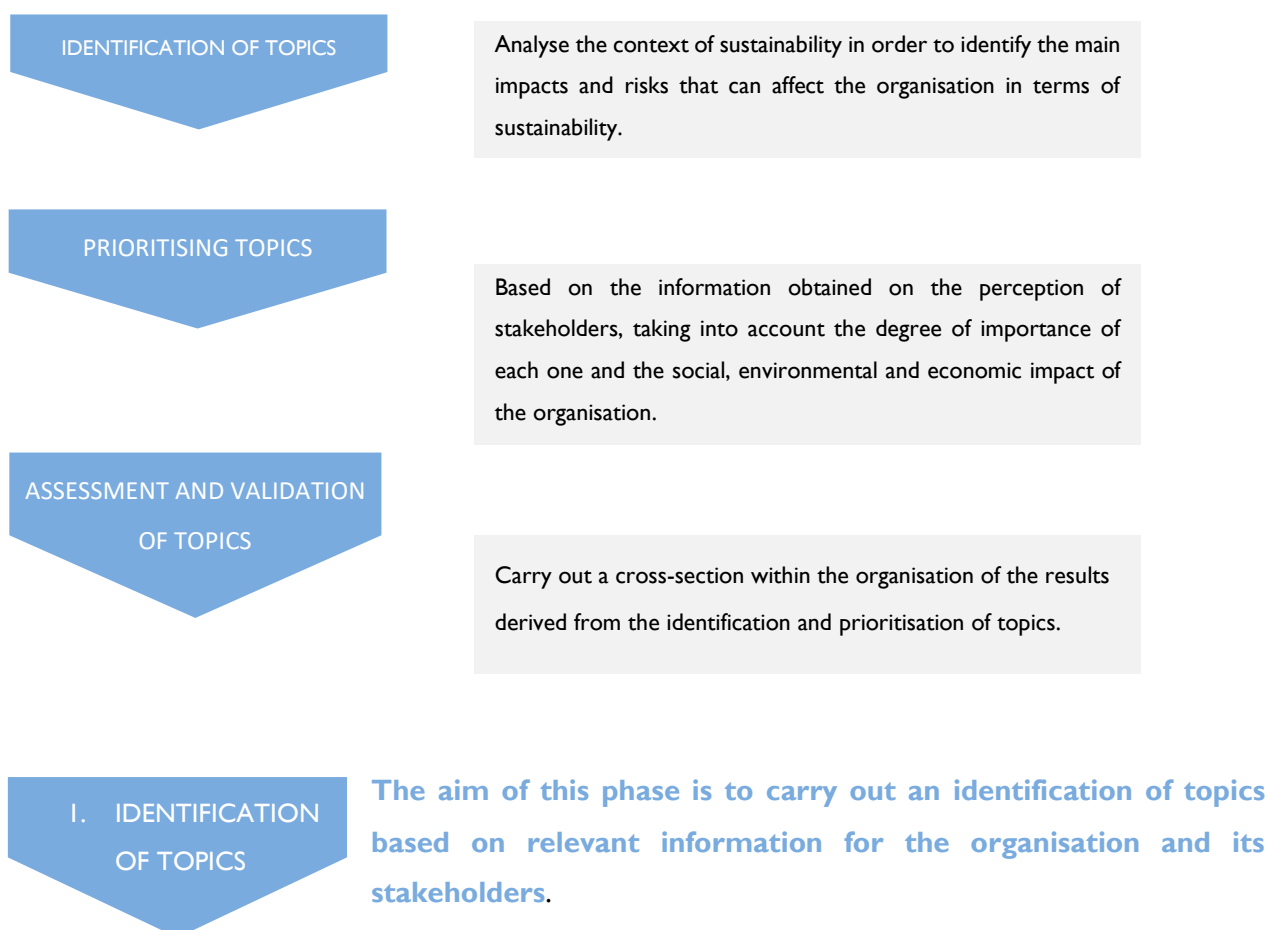 IDENTIFICATION OF TOPICS
Analyse the context of sustainability in order to identify the main
impacts and risks that can affect the organisation in terms of
sustainability.
PRIORITISING TOPICS
Based on the information obtained on the perception of
stakeholders, taking into account the degree of importance of
each one and the social, environmental and economic impact of
the organisation.
ASSESSMENT AND VALIDATION
OF TOPICS
Carry out a cross-section within the organisation of the results
derived from the identification and prioritisation of topics.
1. IDENTIFICATION
OF TOPICS
The aim of this phase is to carry out an identification of topics
based on relevant information for the organisation and its
stakeholders.